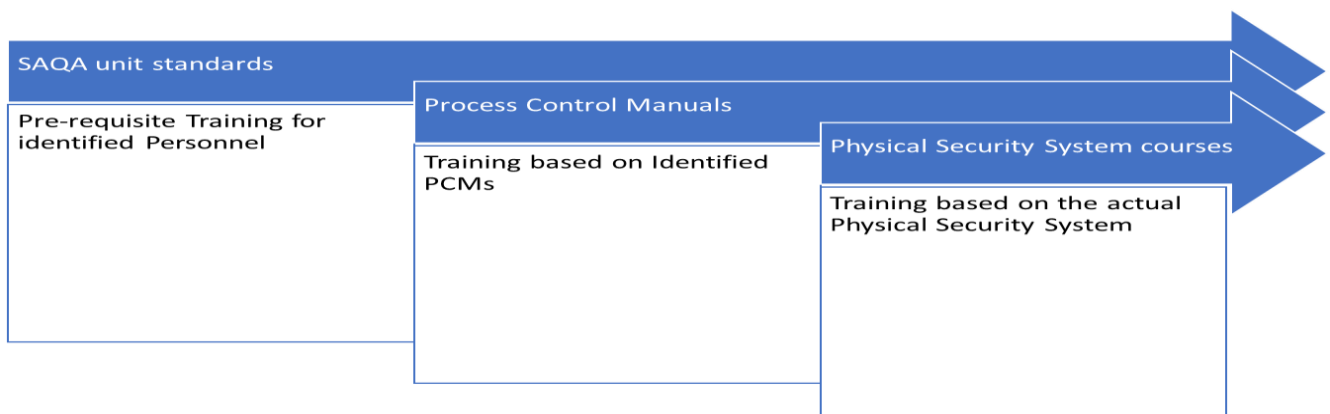 SAQA unit standards
Pre-requisite Training for
identified Personnel
Process Control Manuals
Training based on Identified
PCMs
Physical Security System courses
Training based on the actual
Physical Security System